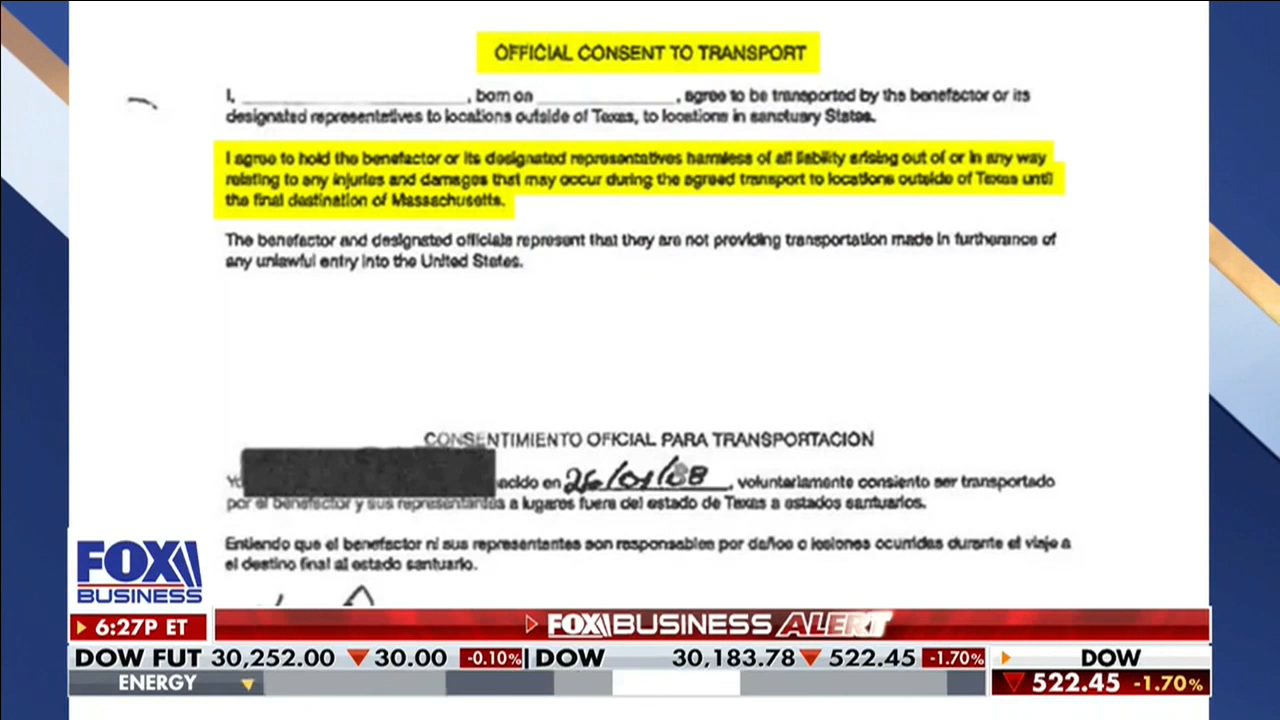 OFFICIAL CONSENT TO TRANSPORT
I, , born on , agree to be transported by the benefactor or its
designated representatives to locations outside of Texas, to locations in sanctuary States.
I agree to hold the benefactor or its designated representatives harmless of all liability arising out of or in any way
relating to any injuries and damages that may occur during the agreed transport to locations outside of Texas until
the final destination of Massachusetts.
The benefactor and designated officials represent that they are not providing transportation made in furtherance of
any unlawful entry into the United States.
CONSENTIMIENTO OFICIAL PARA TRANSPORTACION
Yo acido en , voluntariamente consiento ser transportado
por el benefactor y sus representantes a lugares fuera del estado de Texas a estados santuarios.
Entiendo que el benefactor ni sus representantes son responsables por daños o lesiones ocurridas durante el viaje a
el destino final al estado santuario.
FOX
BUSINESS
6:27P ET
FOX BUSINESS ALERT
DOW FUT 30,252.00 ▼ 30.00 -0.10% DOW 30,183.78 ▼ 522.45 -1.70%
DOW
ENERGY
▼ 522.45 -1.70%